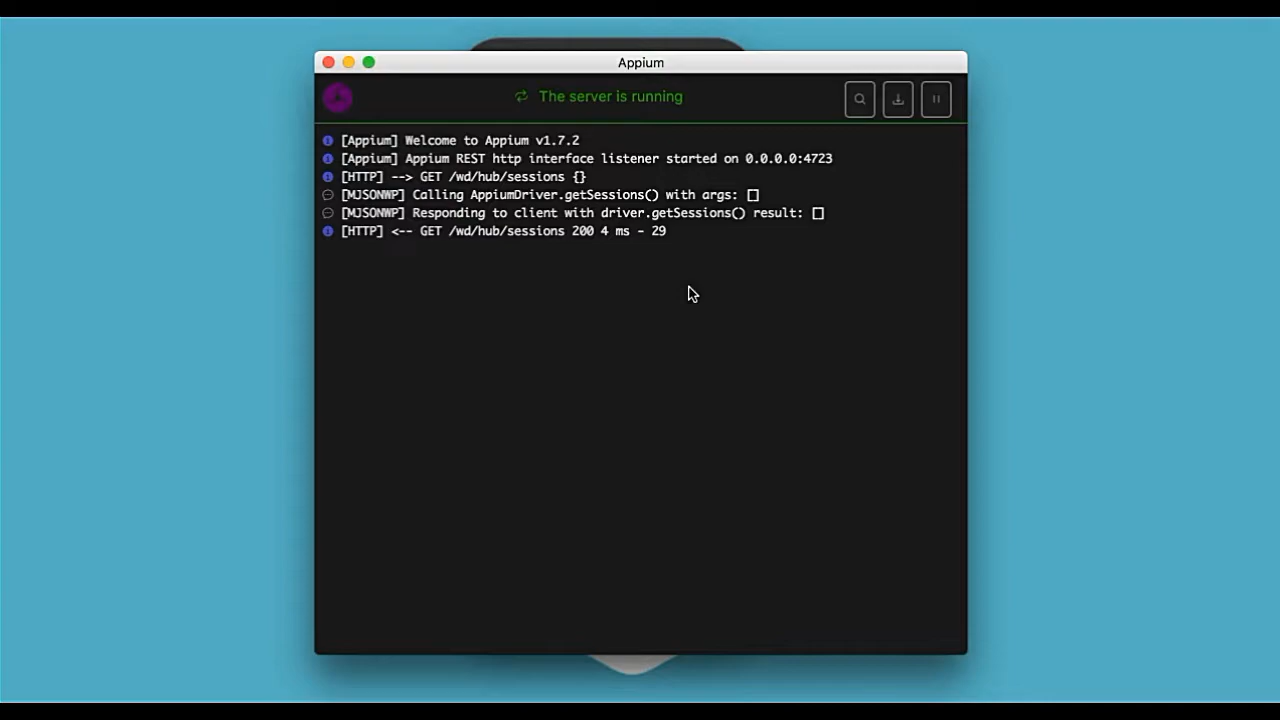 Appium
The server is running
[Appium] Welcome to Appium v1.7.2
[Appium] Appium REST http interface listener started on 0.0.0.0:4723
[HTTP] --> GET /wd/hub/sessions {}
[MJSONWP] Calling AppiumDriver.getSessions() with args: []
[MJSONWP] Responding to client with driver.getSessions() result: []
[HTTP] <-- GET /wd/hub/sessions 200 4 ms - 29